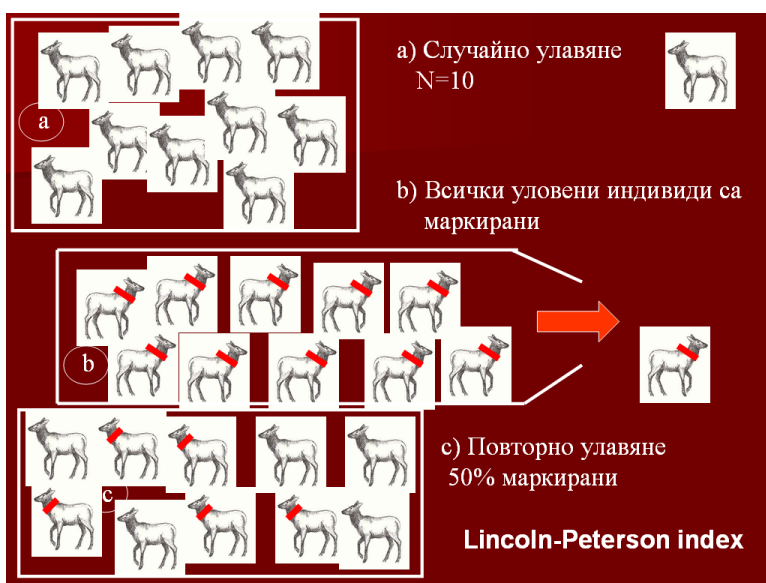 a) Случайно улавяне
N=10
a
b) Всички уловени индивиди са
маркирани
b
c) Повторно улавяне
50% маркирани
c
Lincoln-Peterson index